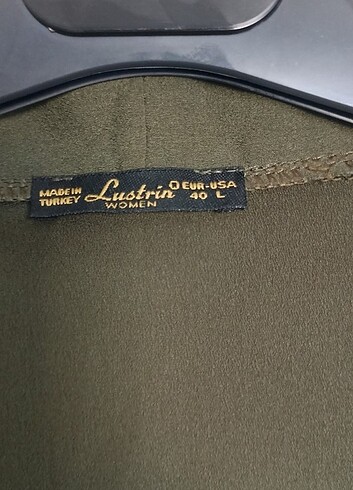 MADE IN
TURKEY
Lustrin
WOMEN
EUR-USA
40 L